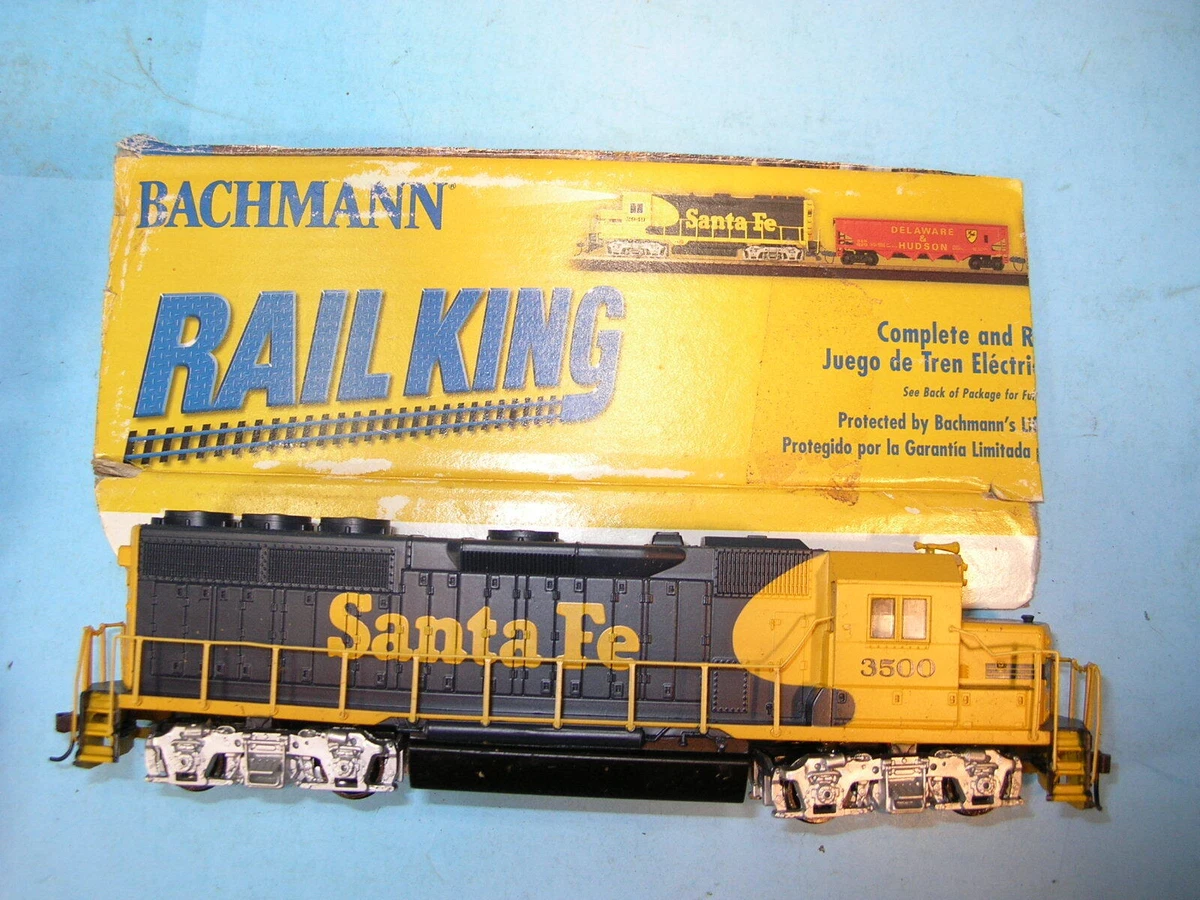 BACHMANN
RAIL KING
Santa Fe
DELAWARE
&
HUDSON
Complete and R
Juego de Tren Eléctri
See Back of Package for Fu
Protected by Bachmann's Li
Protegido por la Garantía Limitada
Santa Fe
3500